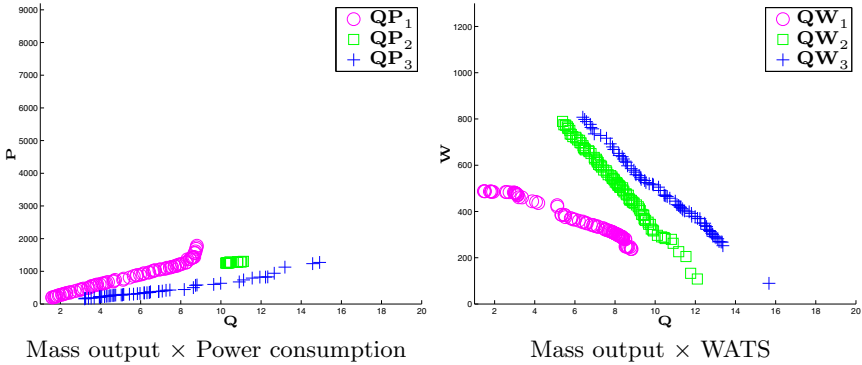 QP₁
QP₂
QP₃
9000
8000
7000
6000
5000
4000
3000
2000
1000
0
P
2 4 6 8 10 12 14 16 18 20
Q
Mass output × Power consumption
QW₁
QW₂
QW₃
1200
1000
800
600
400
200
0
W
2 4 6 8 10 12 14 16 18 20
Q
Mass output × WATS